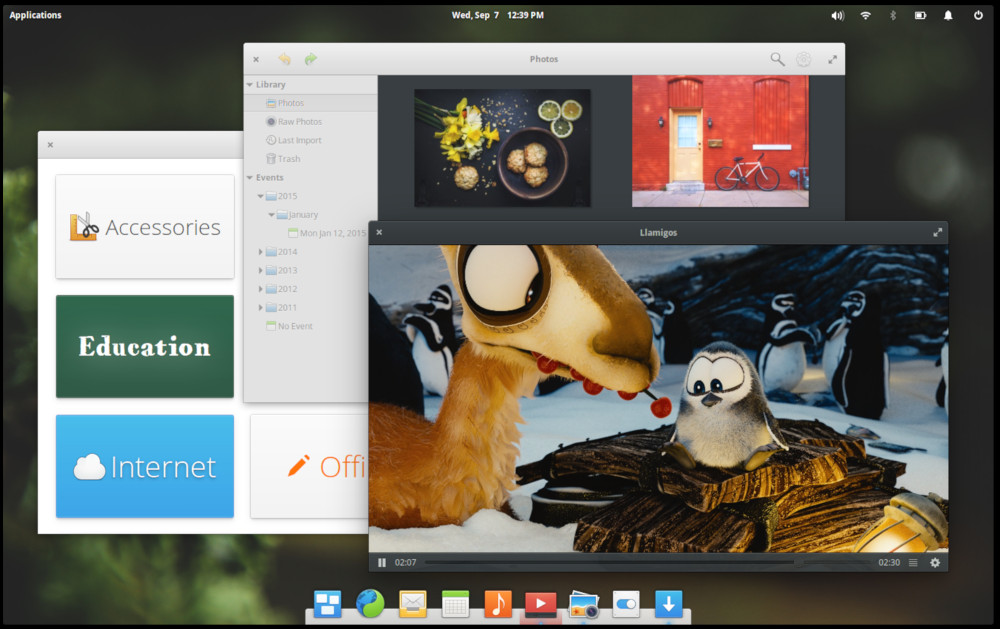 Applications
Wed, Sep 7 12:39 PM
Photos
Library
Photos
Raw Photos
Last Import
Trash
Events
2015
January
Mon Jan 12, 2015
2014
2013
2012
2011
No Event
Accessories
Education
Internet
Offi
Llamigos
02:07
02:30